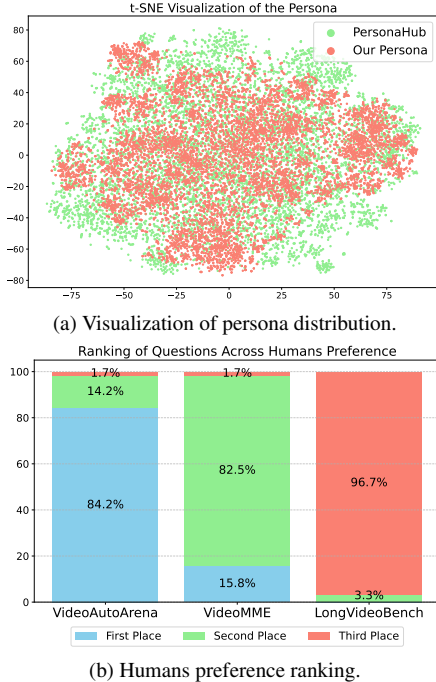 t-SNE Visualization of the Persona
PersonaHub
Our Persona
80
60
40
20
0
−20
−40
−60
−80
−75 −50 −25 0 25 50 75
(a) Visualization of persona distribution.
Ranking of Questions Across Humans Preference
100
80
60
40
20
0
1.7% 1.7%
14.2%
82.5%
96.7%
84.2%
15.8%
3.3%
VideoAutoArena VideoMME LongVideoBench
First Place Second Place Third Place
(b) Humans preference ranking.